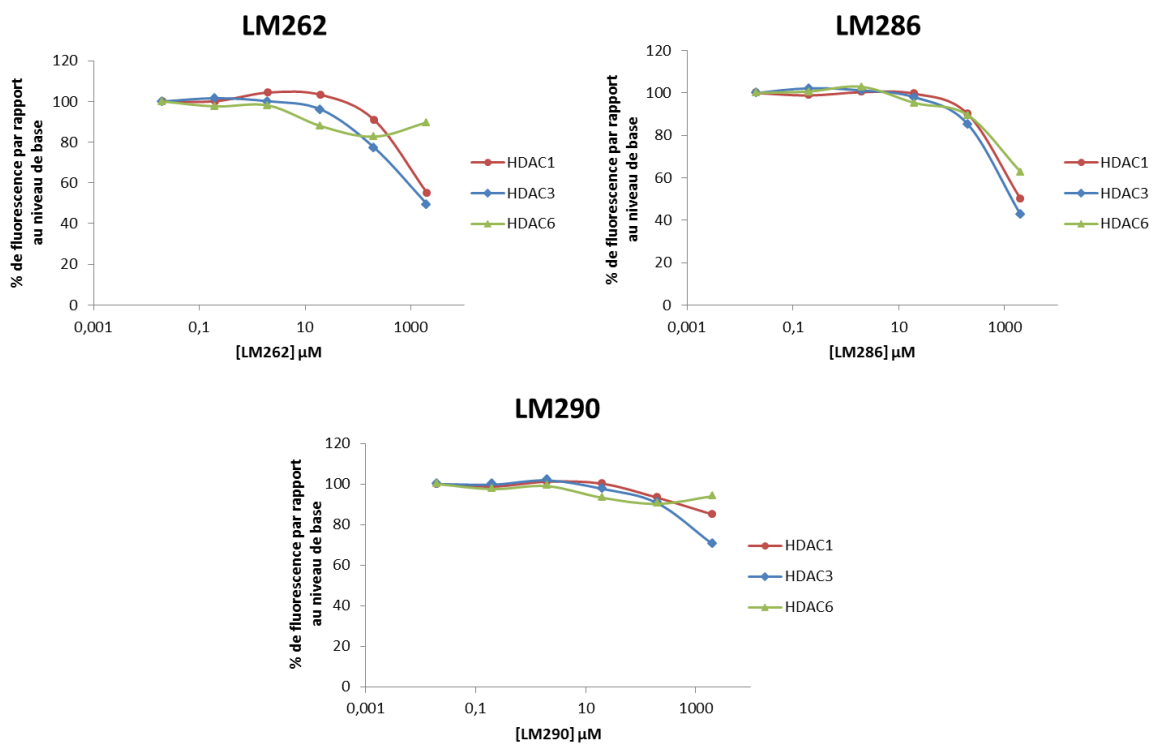 LM262
% de fluorescence par rapport
au niveau de base
120
100
80
60
40
20
0
0,001
0,1
10
1000
[LM262] µM
HDAC1
HDAC3
HDAC6
LM286
% de fluorescence par rapport
au niveau de base
120
100
80
60
40
20
0
0,001
0,1
10
1000
[LM286] µM
HDAC1
HDAC3
HDAC6
LM290
% de fluorescence par rapport
au niveau de base
120
100
80
60
40
20
0
0,001
0,1
10
1000
[LM290] µM
HDAC1
HDAC3
HDAC6